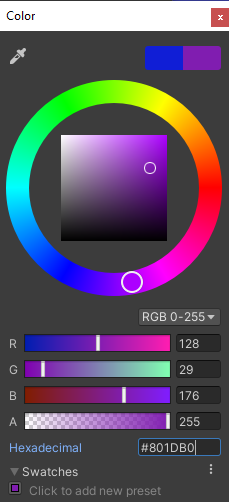 Color
x
RGB 0-255
R 128
G 29
B 176
A 255
Hexadecimal #801DB0
Swatches
Click to add new preset